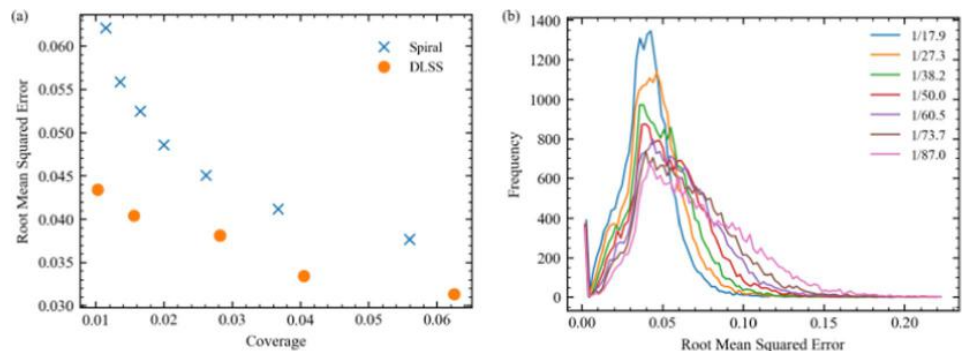 (a)
0.060
0.055
0.050
0.045
0.040
0.035
0.030
Root Mean Squared Error
Spiral
DLSS
0.01 0.02 0.03 0.04 0.05 0.06
Coverage
(b)
1400
1200
1000
800
600
400
200
0
Frequency
1/17.9
1/27.3
1/38.2
1/50.0
1/60.5
1/73.7
1/87.0
0.00 0.05 0.10 0.15 0.20
Root Mean Squared Error